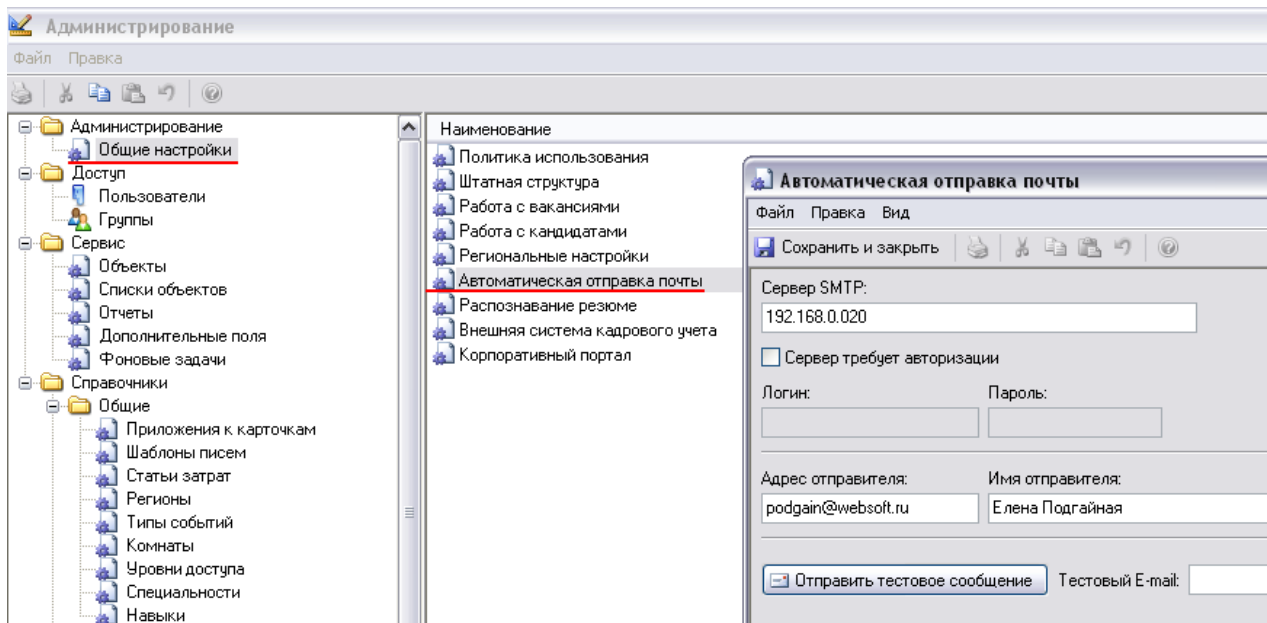 Администрирование
Файл Правка
Администрирование
Общие настройки
Доступ
Пользователи
Группы
Сервис
Объекты
Списки объектов
Отчеты
Дополнительные поля
Фоновые задачи
Справочники
Общие
Приложения к карточкам
Шаблоны писем
Статьи затрат
Регионы
Типы событий
Комнаты
Уровни доступа
Специальности
Навыки
Наименование
Политика использования
Штатная структура
Работа с вакансиями
Работа с кандидатами
Региональные настройки
Автоматическая отправка почты
Распознавание резюме
Внешняя система кадрового учета
Корпоративный портал
Автоматическая отправка почты
Файл Правка Вид
Сохранить и закрыть
Сервер SMTP:
192.168.0.020
Сервер требует авторизации
Логин: Пароль:
Адрес отправителя: Имя отправителя:
podgain@websoft.ru Елена Подгайная
Отправить тестовое сообщение Тестовый E-mail: